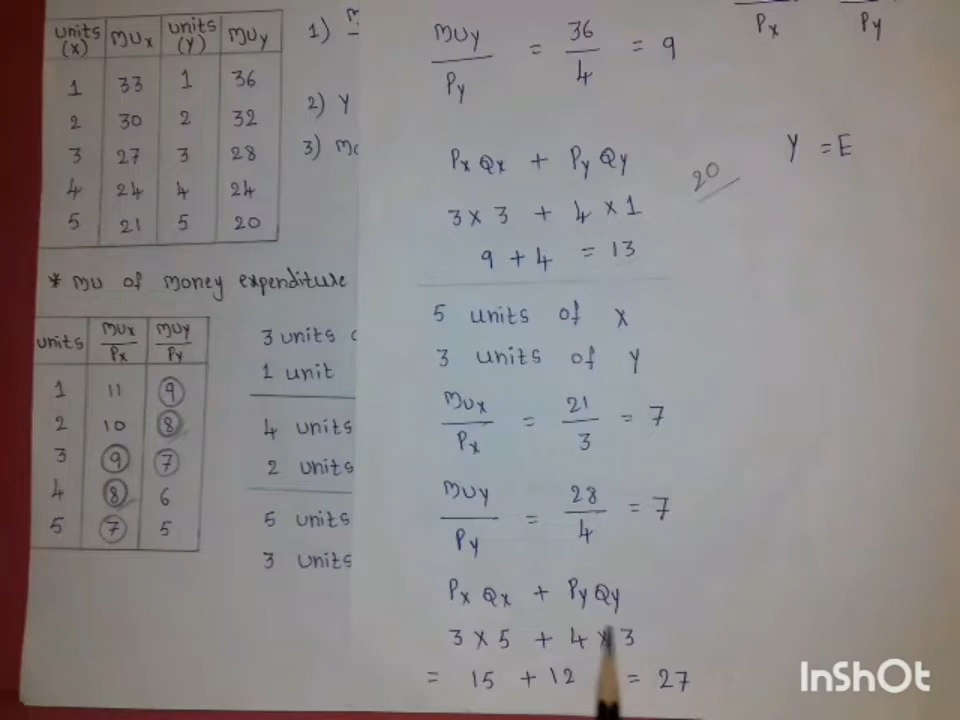 units (x) MUx units (Y) MUy
1 33 1 36
2 30 2 32
3 27 3 28
4 24 4 24
5 21 5 20
* MU of money expenditure
units MUx/Px MUy/Py
1 11 9
2 10 8
3 9 7
4 8 6
5 7 5
1)
2) Y
3)
3 units
1 unit
4 units
2 units
5 units
3 units
MUy/Py = 36/4 = 9
Px Qx + Py Qy
3 × 3 + 4 × 1
9 + 4 = 13
5 units of x
3 units of Y
MUx/Px = 21/3 = 7
MUy/Py = 28/4 = 7
Px Qx + Py Qy
3 × 5 + 4 × 3
= 15 + 12 = 27
Px Py
20
Y = E
InShOt